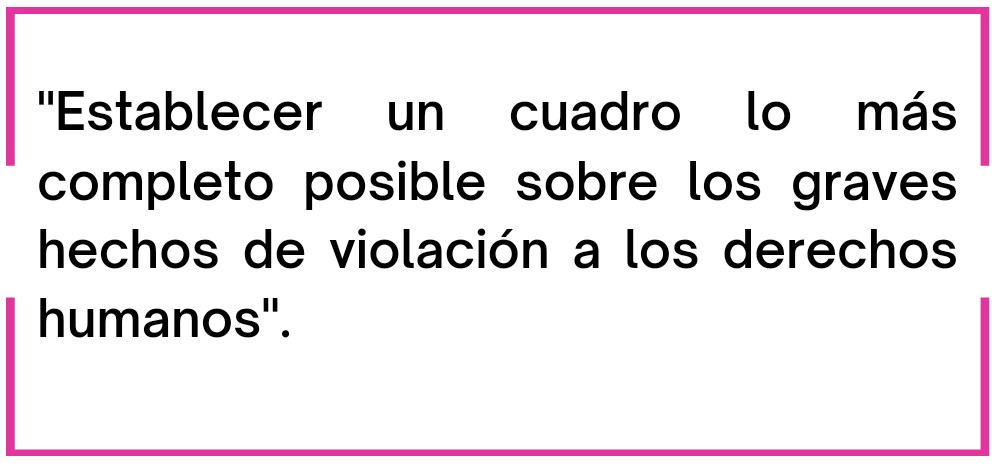 "Establecer un cuadro lo más
completo posible sobre los graves
hechos de violación a los derechos
humanos".